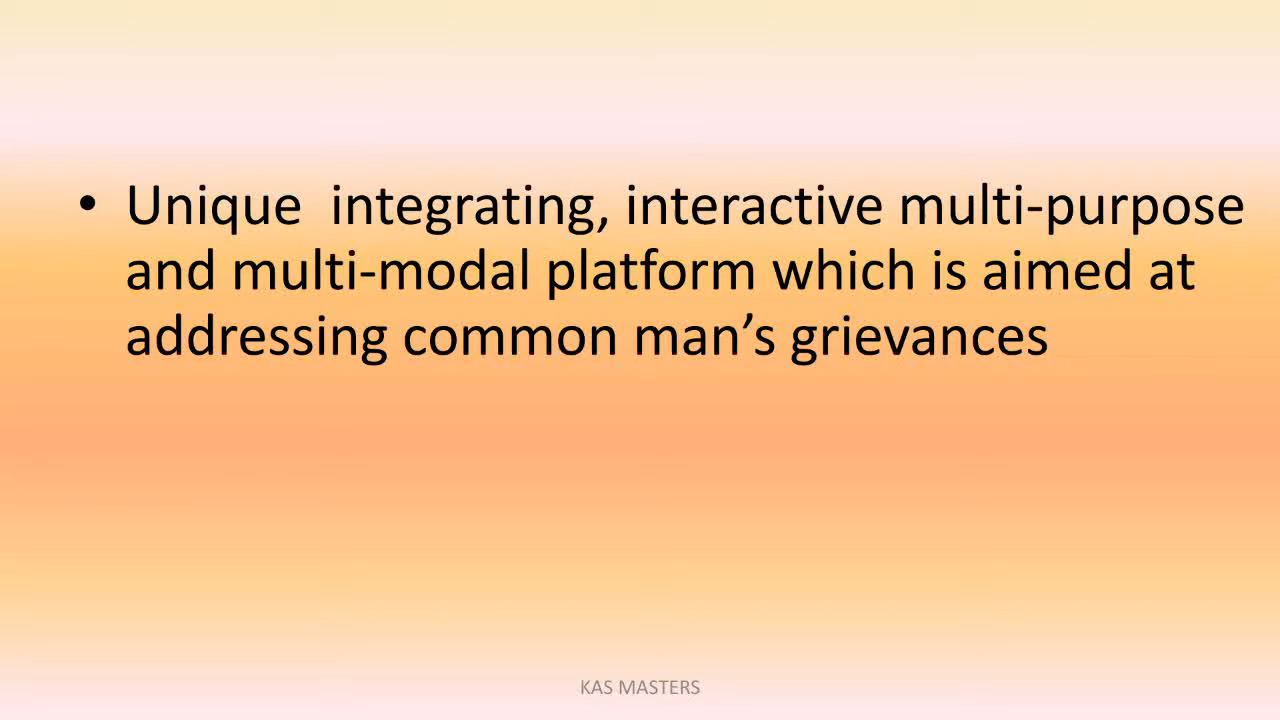 • Unique  integrating, interactive multi-purpose
and multi-modal platform which is aimed at
addressing common man’s grievances
KAS MASTERS